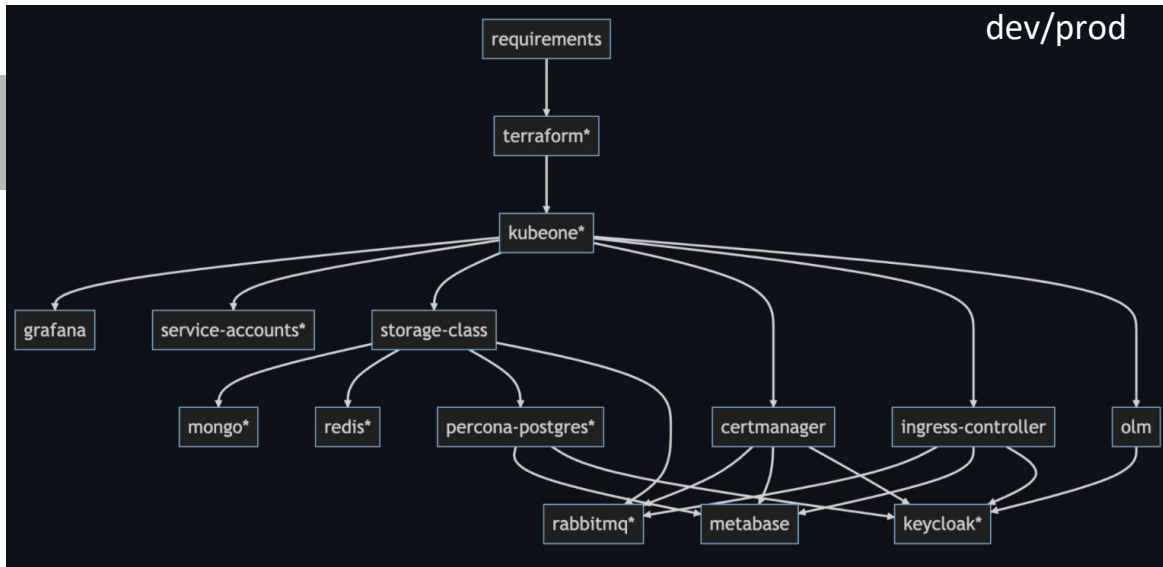 dev/prod
requirements
terraform*
kubeone*
grafana
service-accounts*
storage-class
mongo*
redis*
percona-postgres*
certmanager
ingress-controller
olm
rabbitmq*
metabase
keycloak*